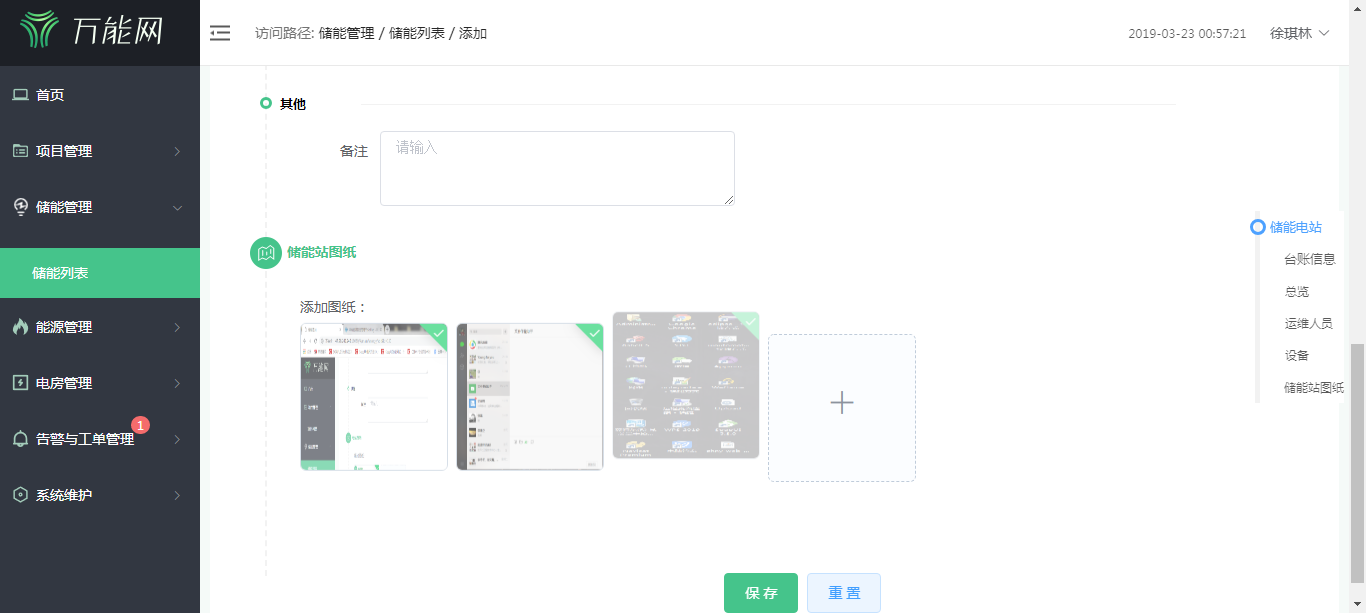 万能网
访问路径: 储能管理 / 储能列表 / 添加
2019-03-23 00:57:21
徐琪林
首页
项目管理
储能管理
储能列表
能源管理
电房管理
告警与工单管理
1
系统维护
其他
备注
请输入
储能站图纸
添加图纸：
保存
重置
储能电站
台账信息
总览
运维人员
设备
储能站图纸